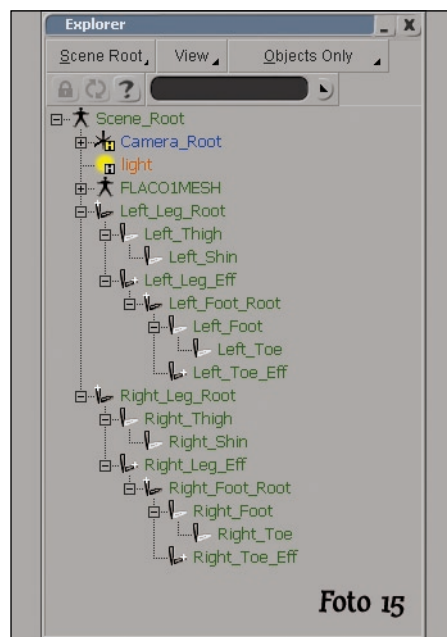 Explorer
Scene Root View Objects Only
?
Scene_Root
Camera_Root
light
FLACO1MESH
Left_Leg_Root
Left_Thigh
Left_Shin
Left_Leg_Eff
Left_Foot_Root
Left_Foot
Left_Toe
Left_Toe_Eff
Right_Leg_Root
Right_Thigh
Right_Shin
Right_Leg_Eff
Right_Foot_Root
Right_Foot
Right_Toe
Right_Toe_Eff
Foto 15